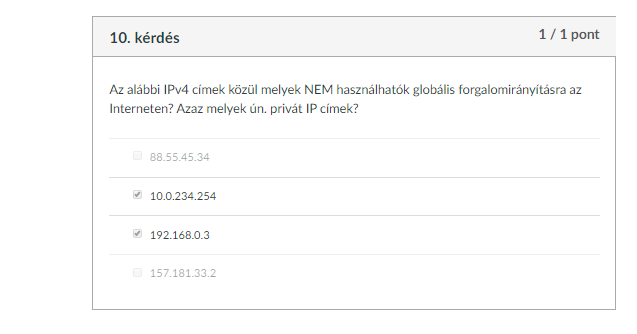 10. kérdés
1 / 1 pont
Az alábbi IPv4 címek közül melyek NEM használhatók globális forgalomirányításra az
Interneten? Azaz melyek ún. privát IP címek?
88.55.45.34
10.0.234.254
192.168.0.3
157.181.33.2